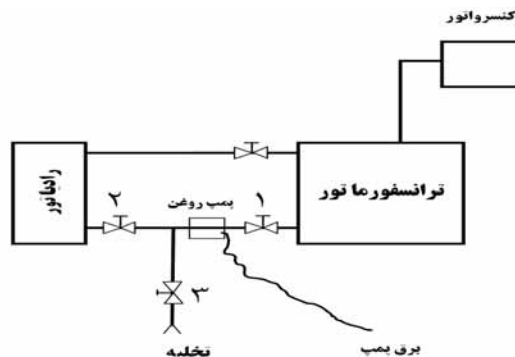 کنسرواتور
ترانسفورماتور
رادیاتور
پمپ روغن
۱
۲
۳
تخلیه
برق پمپ